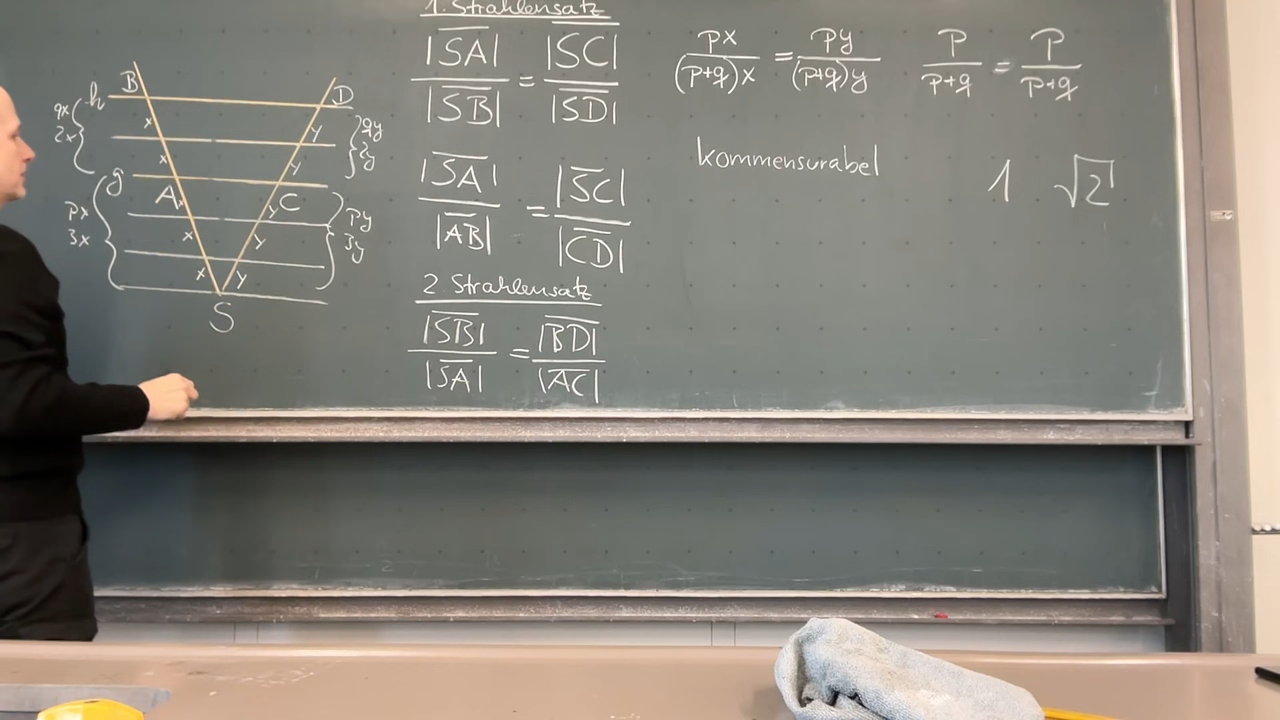 1. Strahlensatz
|SA| / |SB| = |SC| / |SD|
|SA| / |AB| = |SC| / |CD|
2 Strahlensatz
|SB| / |SA| = |BD| / |AC|
px / (p+q)x = py / (p+q)y
p / p+q = p / p+q
kommensurabel
1 √2
h B D
qx x y qy
2x x y 2y
g A x y C
px x y py
3x x y 3y
S